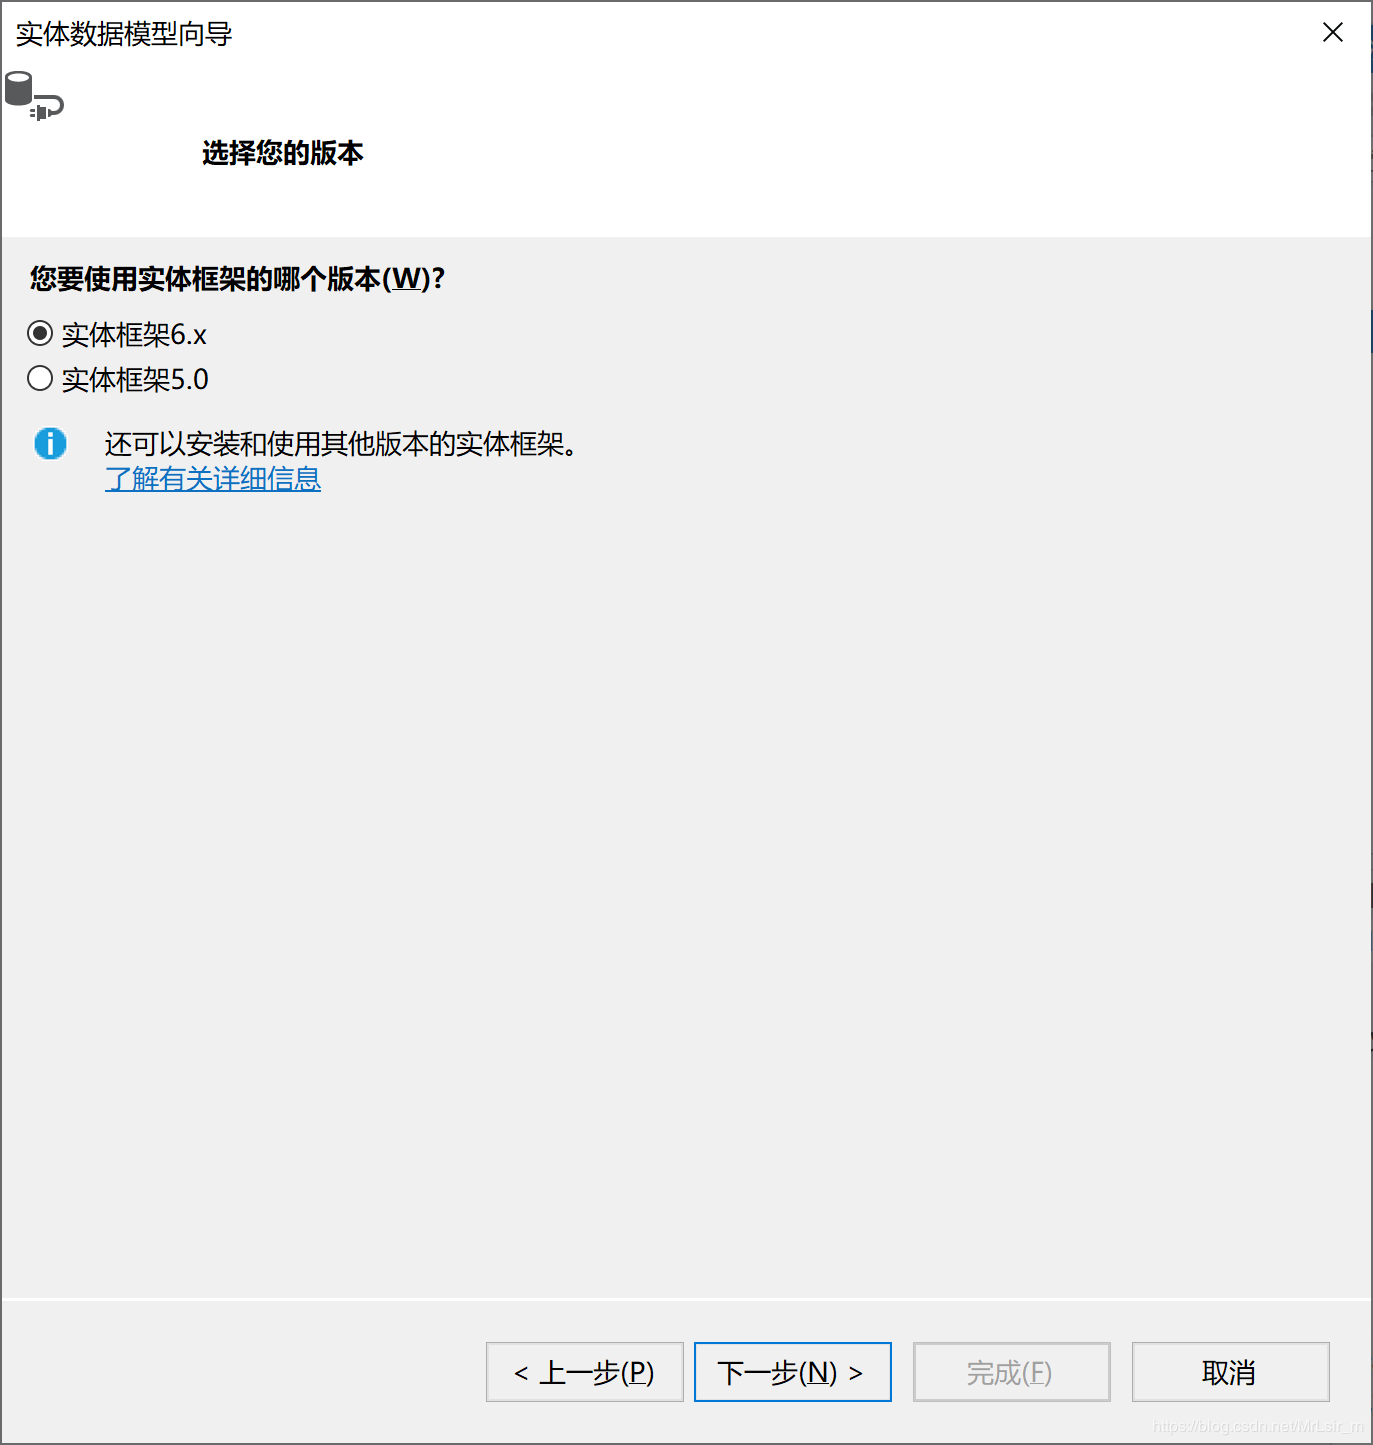 实体数据模型向导
选择您的版本
您要使用实体框架的哪个版本(W)?
实体框架6.x
实体框架5.0
还可以安装和使用其他版本的实体框架。
了解有关详细信息
< 上一步(P)
下一步(N) >
完成(F)
取消
https://blog.csdn.net/MrLsir_m